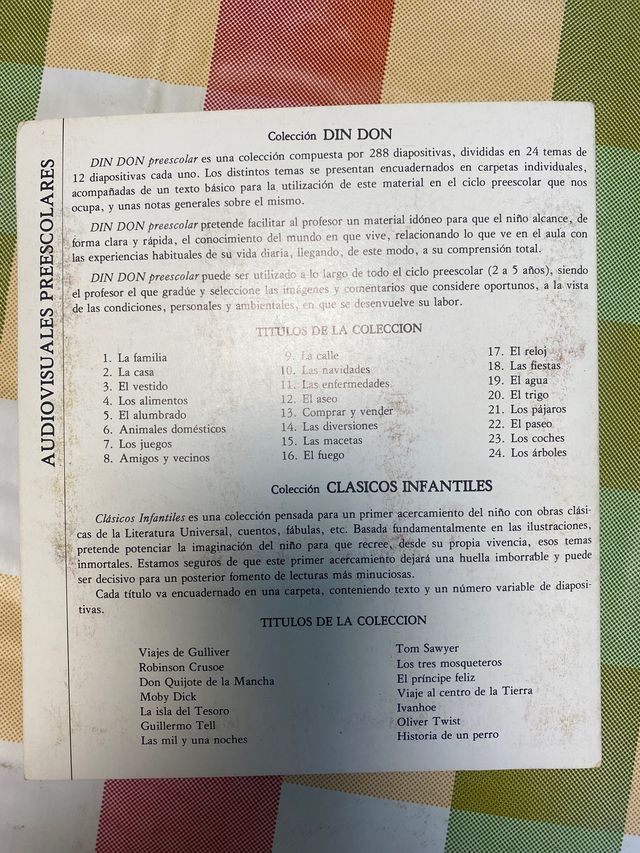 AUDIOVISUALES PREESCOLARES
Colección DIN DON
DIN DON preescolar es una colección compuesta por 288 diapositivas, divididas en 24 temas de
12 diapositivas cada uno. Los distintos temas se presentan encuadernados en carpetas individuales,
acompañadas de un texto básico para la utilización de este material en el ciclo preescolar que nos
ocupa, y unas notas generales sobre el mismo.
DIN DON preescolar pretende facilitar al profesor un material idóneo para que el niño alcance, de
forma clara y rápida, el conocimiento del mundo en que vive, relacionando lo que ve en el aula con
las experiencias habituales de su vida diaria, llegando, de este modo, a su comprensión total.
DIN DON preescolar puede ser utilizado a lo largo de todo el ciclo preescolar (2 a 5 años), siendo
el profesor el que gradúe y seleccione las imágenes y comentarios que considere oportunos, a la vista
de las condiciones, personales y ambientales, en que se desenvuelve su labor.
TITULOS DE LA COLECCION
1. La familia
2. La casa
3. El vestido
4. Los alimentos
5. El alumbrado
6. Animales domésticos
7. Los juegos
8. Amigos y vecinos
9. La calle
10. Las navidades
11. Las enfermedades
12. El aseo
13. Comprar y vender
14. Las diversiones
15. Las macetas
16. El fuego
17. El reloj
18. Las fiestas
19. El agua
20. El trigo
21. Los pájaros
22. El paseo
23. Los coches
24. Los árboles
Colección CLASICOS INFANTILES
Clásicos Infantiles es una colección pensada para un primer acercamiento del niño con obras clási-
cas de la Literatura Universal, cuentos, fábulas, etc. Basada fundamentalmente en las ilustraciones,
pretende potenciar la imaginación del niño para que recree, desde su propia vivencia, esos temas
inmortales. Estamos seguros de que este primer acercamiento dejará una huella imborrable y puede
ser decisivo para un posterior fomento de lecturas más minuciosas.
Cada título va encuadernado en una carpeta, conteniendo texto y un número variable de diaposi-
tivas.
TITULOS DE LA COLECCION
Viajes de Gulliver
Robinson Crusoe
Don Quijote de la Mancha
Moby Dick
La isla del Tesoro
Guillermo Tell
Las mil y una noches
Tom Sawyer
Los tres mosqueteros
El príncipe feliz
Viaje al centro de la Tierra
Ivanhoe
Oliver Twist
Historia de un perro